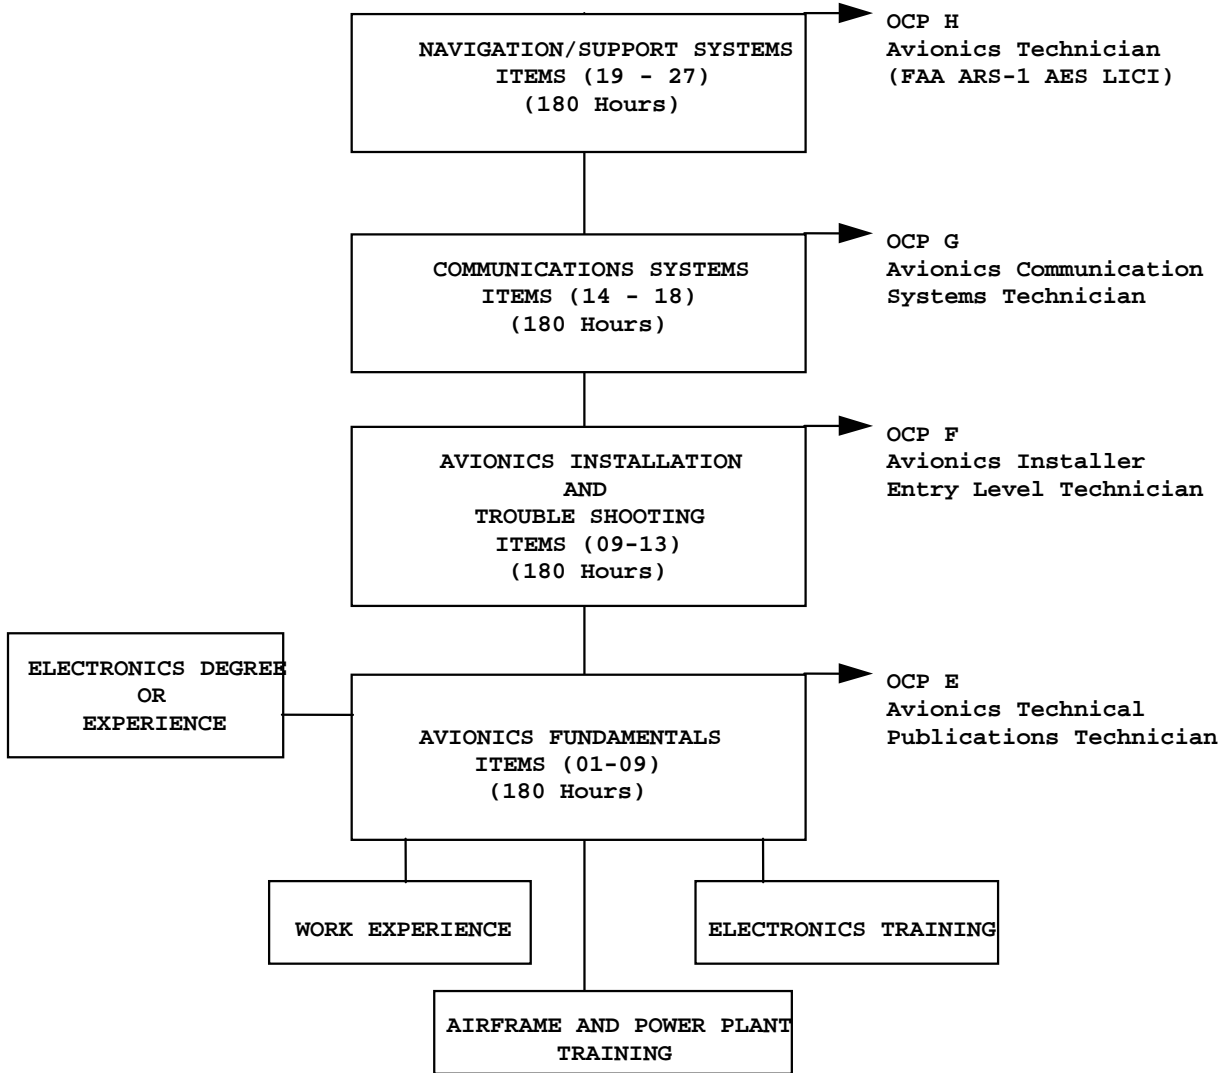 NAVIGATION/SUPPORT SYSTEMS
ITEMS (19 - 27)
(180 Hours)
OCP H
Avionics Technician
(FAA ARS-1 AES LICI)
COMMUNICATIONS SYSTEMS
ITEMS (14 - 18)
(180 Hours)
OCP G
Avionics Communication
Systems Technician
AVIONICS INSTALLATION
AND
TROUBLE SHOOTING
ITEMS (09-13)
(180 Hours)
OCP F
Avionics Installer
Entry Level Technician
ELECTRONICS DEGREE
OR
EXPERIENCE
AVIONICS FUNDAMENTALS
ITEMS (01-09)
(180 Hours)
OCP E
Avionics Technical
Publications Technician
WORK EXPERIENCE
ELECTRONICS TRAINING
AIRFRAME AND POWER PLANT
TRAINING